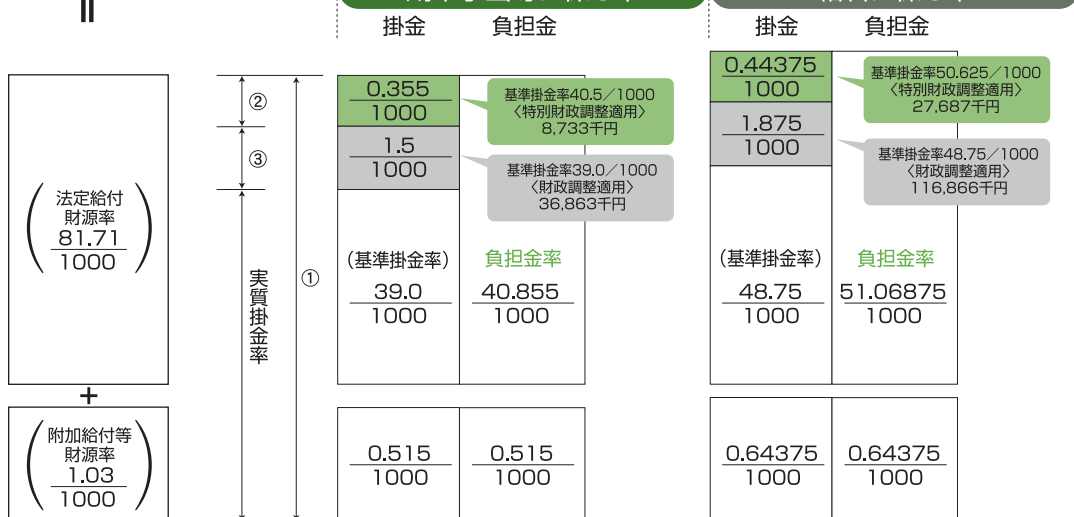 掛金
負担金
掛金
負担金
法定給付
財源率
81.71
1000
+
附加給付等
財源率
1.03
1000
②
③
実質掛金率
①
0.355
1000
1.5
1000
基準掛金率40.5/1000
〈特別財政調整適用〉
8,733千円
基準掛金率39.0/1000
〈財政調整適用〉
36,863千円
(基準掛金率)
39.0
1000
負担金率
40.855
1000
0.515
1000
0.515
1000
0.44375
1000
1.875
1000
基準掛金率50.625/1000
〈特別財政調整適用〉
27,687千円
基準掛金率48.75/1000
〈財政調整適用〉
116,866千円
(基準掛金率)
48.75
1000
負担金率
51.06875
1000
0.64375
1000
0.64375
1000